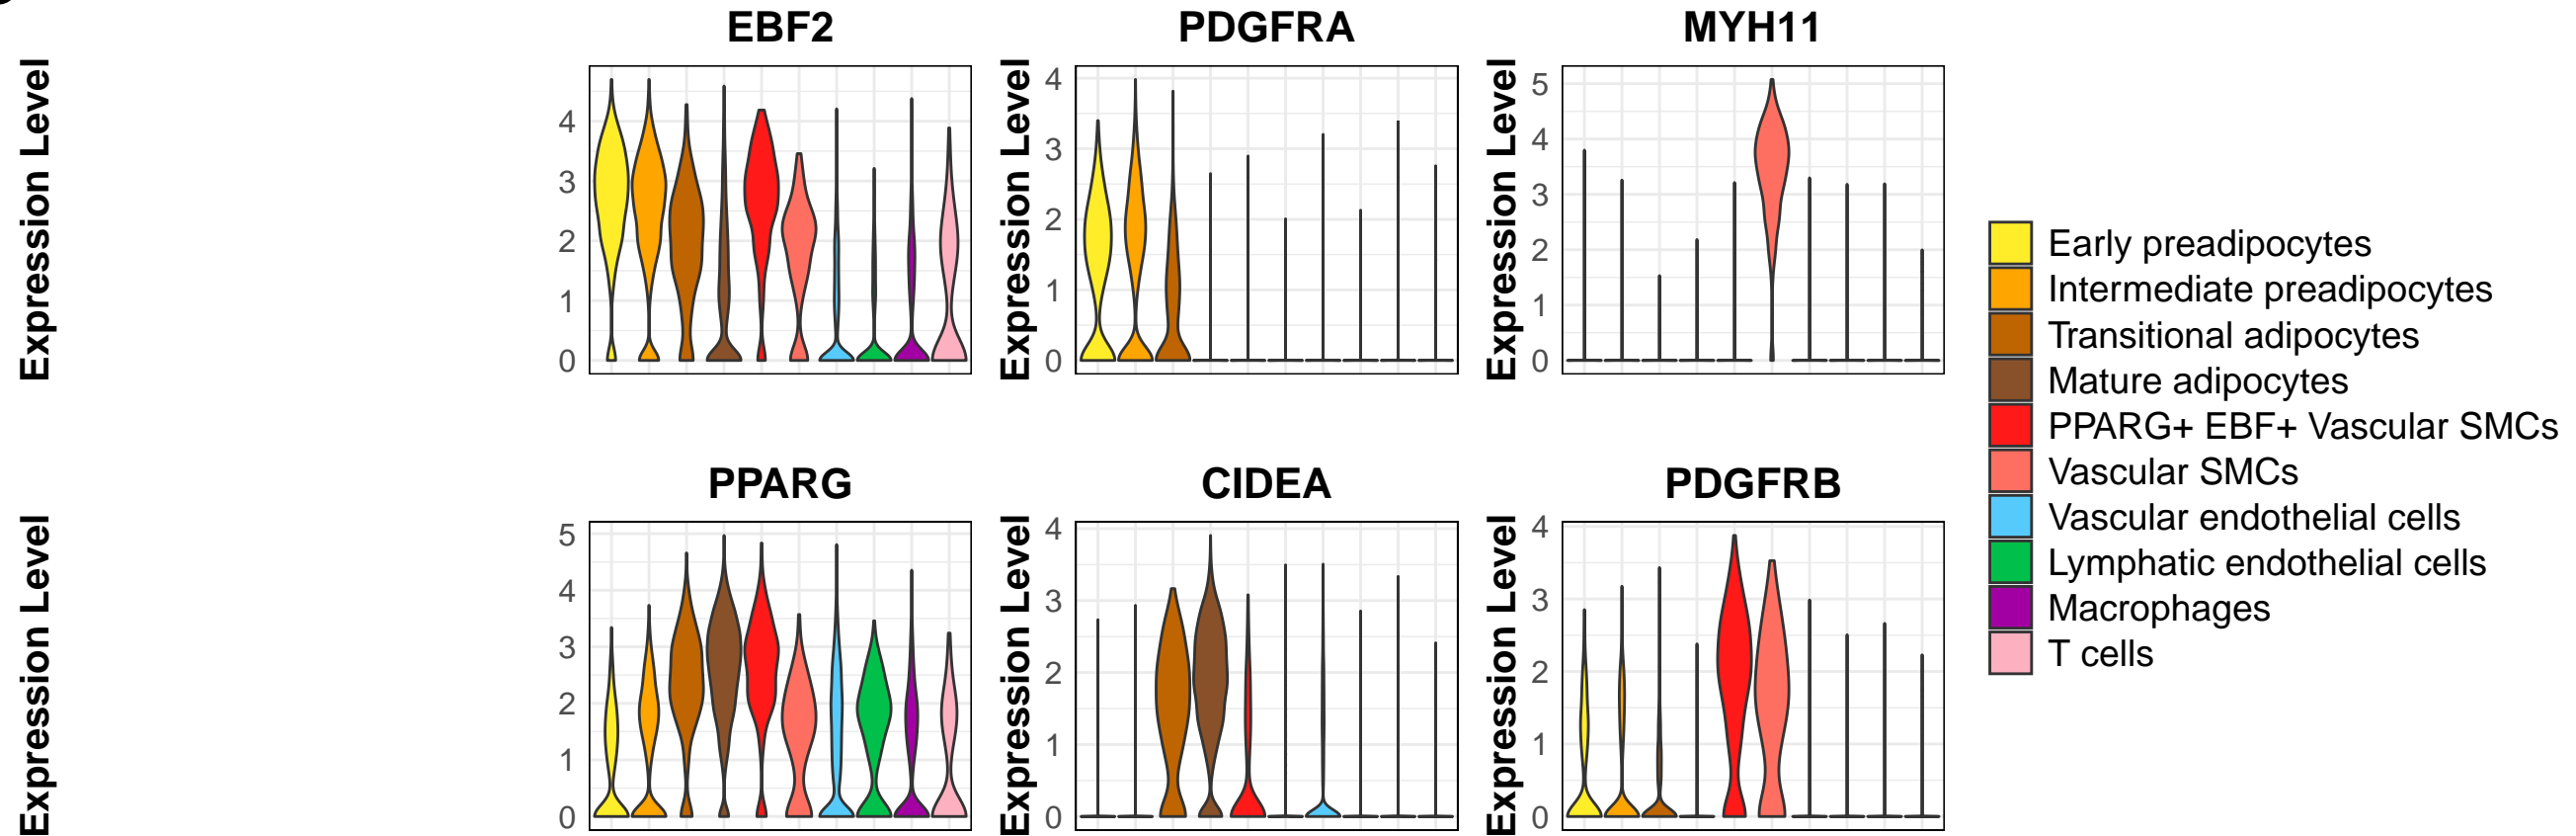 EBF2
PDGFRA
MYH11
Expression Level
4
3
2
1
0
Expression Level
4
3
2
1
0
Expression Level
5
4
3
2
1
0
PPARG
CIDEA
PDGFRB
Expression Level
5
4
3
2
1
0
Expression Level
4
3
2
1
0
Expression Level
4
3
2
1
0
Early preadipocytes
Intermediate preadipocytes
Transitional adipocytes
Mature adipocytes
PPARG+ EBF+ Vascular SMCs
Vascular SMCs
Vascular endothelial cells
Lymphatic endothelial cells
Macrophages
T cells